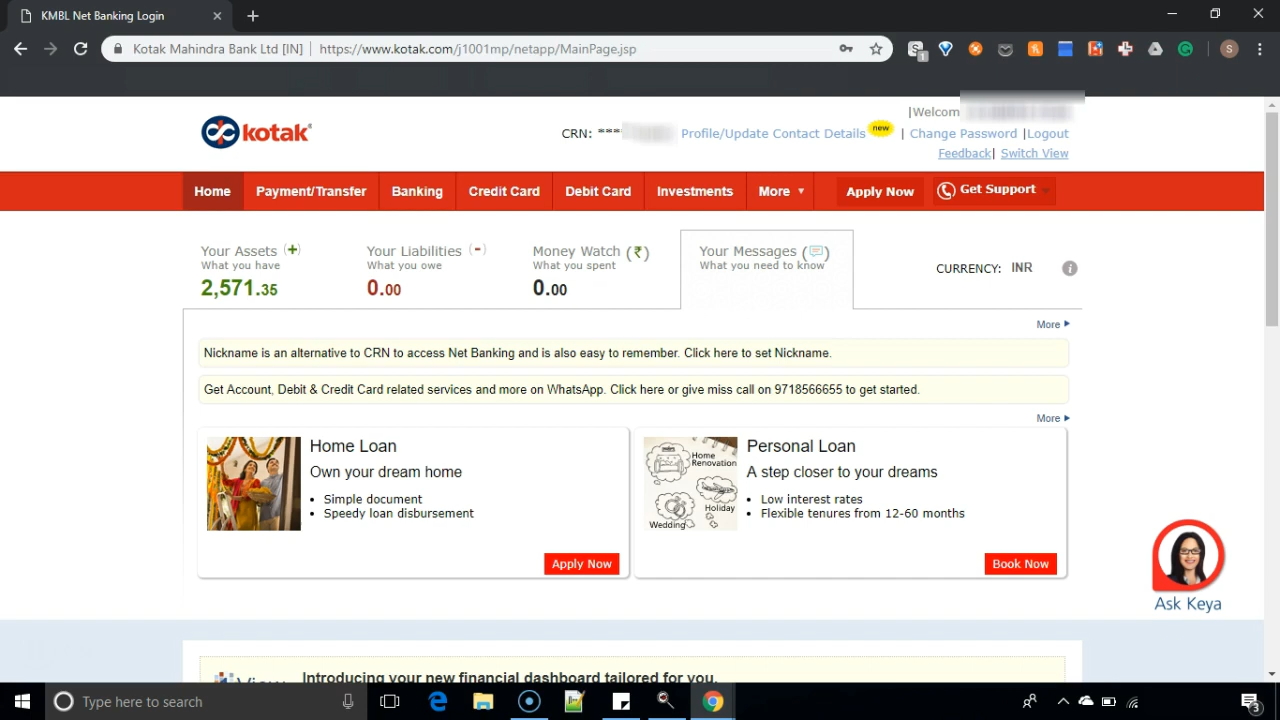 KMBL Net Banking Login
Kotak Mahindra Bank Ltd [IN] | https://www.kotak.com/j1001mp/netapp/MainPage.jsp
S
1
S
|Welcom
kotak
CRN: ***
Profile/Update Contact Details new | Change Password |Logout
Feedback| Switch View
Home Payment/Transfer Banking Credit Card Debit Card Investments More Apply Now Get Support
Your Assets (+)
What you have
2,571.35
Your Liabilities (-)
What you owe
0.00
Money Watch (₹)
What you spent
0.00
Your Messages
What you need to know
CURRENCY: INR
i
More
Nickname is an alternative to CRN to access Net Banking and is also easy to remember. Click here to set Nickname.
Get Account, Debit & Credit Card related services and more on WhatsApp. Click here or give miss call on 9718566655 to get started.
More
Home Loan
Own your dream home
• Simple document
• Speedy loan disbursement
Apply Now
Home
Renovation
Holiday
Wedding
Personal Loan
A step closer to your dreams
• Low interest rates
• Flexible tenures from 12-60 months
Book Now
Ask Keya
Introducing your new financial dashboard tailored for you.
Type here to search
3